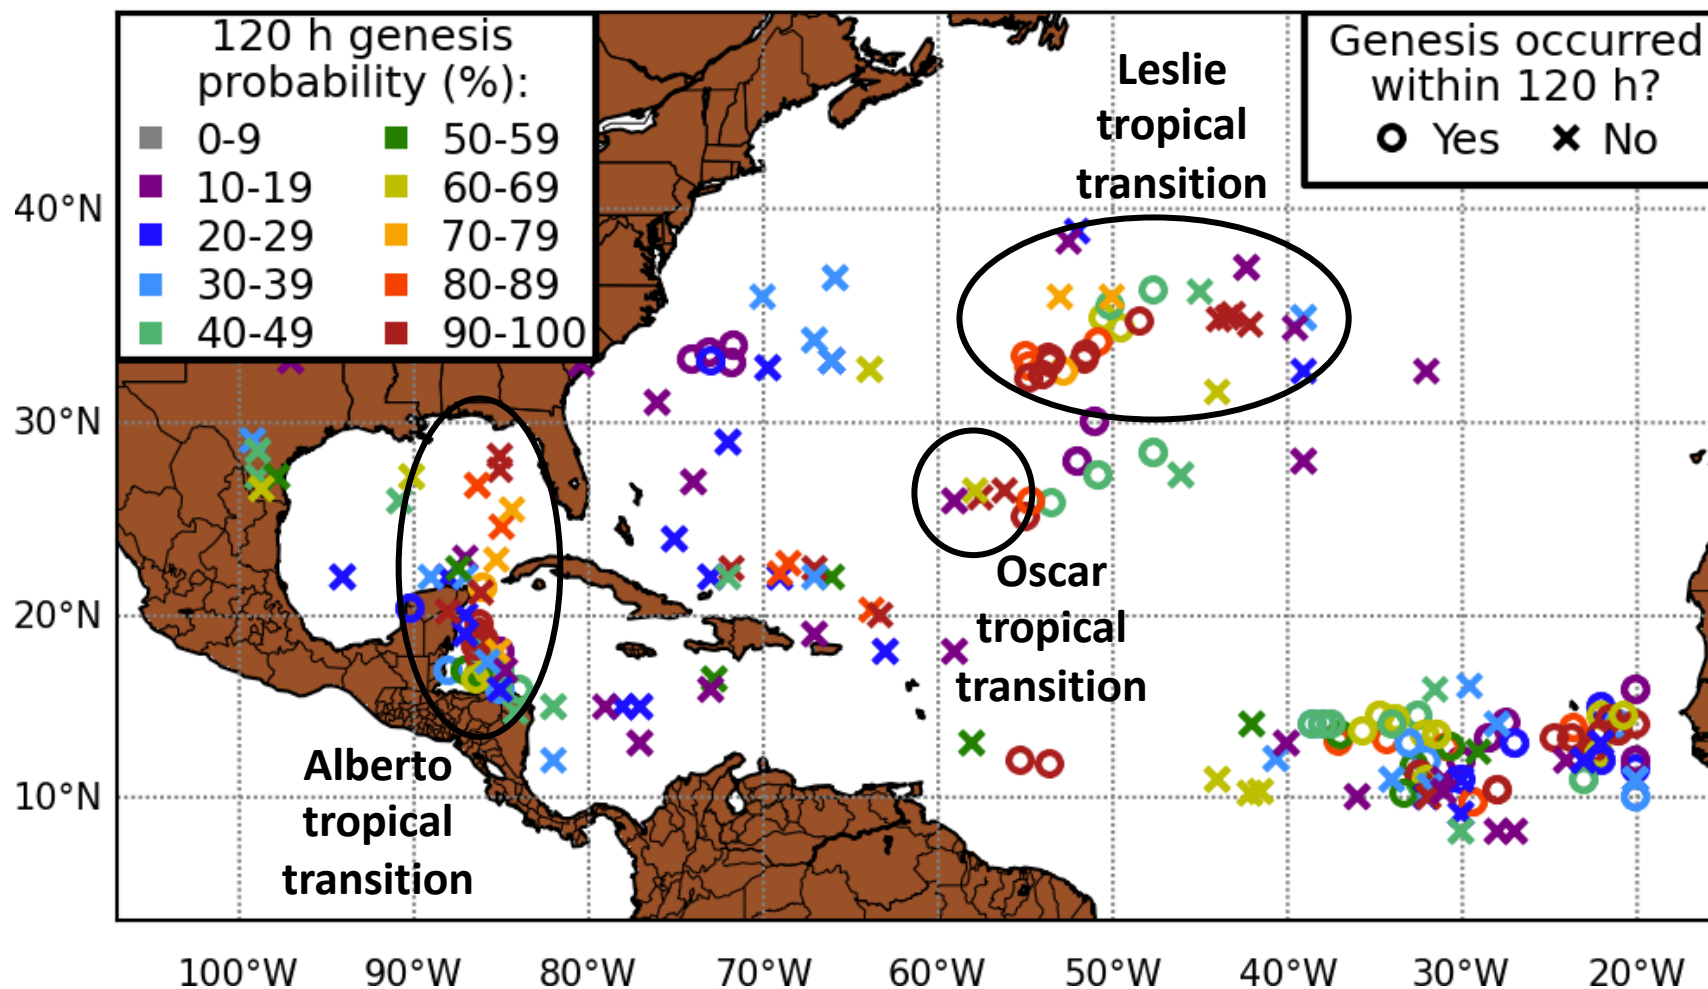 120 h genesis
probability (%):
0-9
10-19
20-29
30-39
40-49
50-59
60-69
70-79
80-89
90-100
Genesis occurred
within 120 h?
Yes
No
Leslie
tropical
transition
Oscar
tropical
transition
Alberto
tropical
transition
40°N
30°N
20°N
10°N
100°W
90°W
80°W
70°W
60°W
50°W
40°W
30°W
20°W